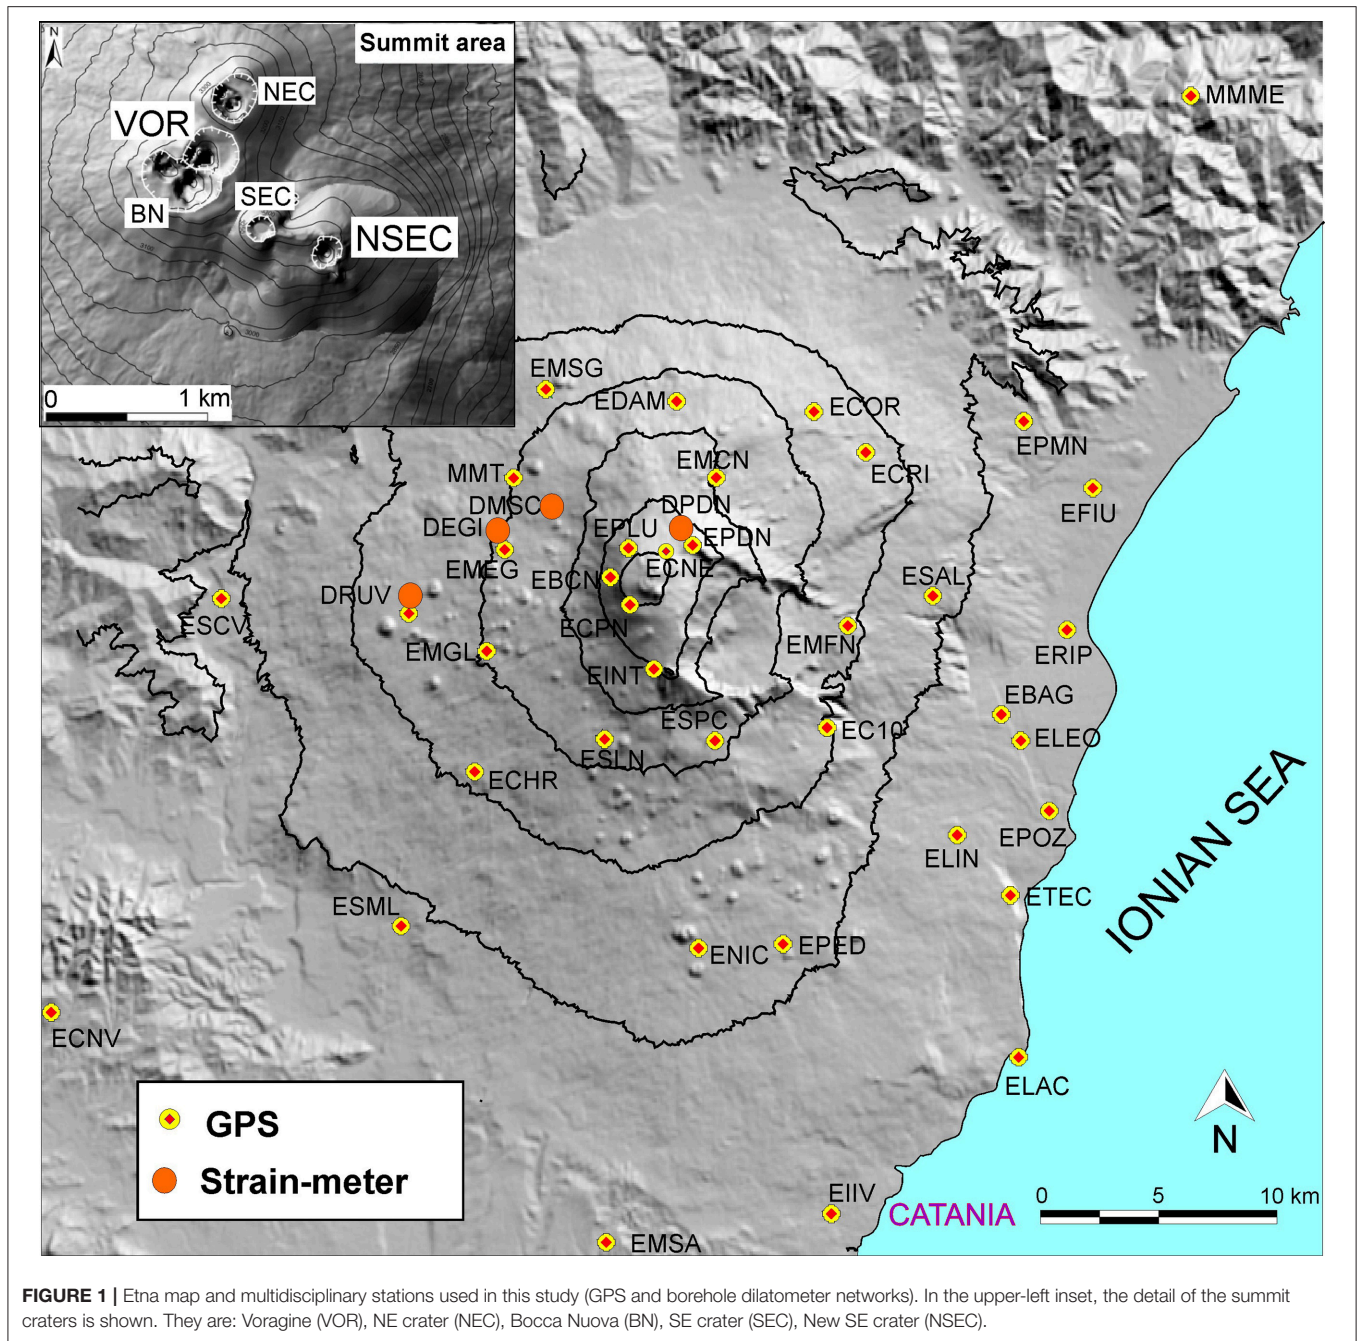 N
Summit area
NEC
3300
VOR
SEC
BN
NSEC
3100
3000
0
1 km
MMME
EMSG
EDAM
ECOR
EPMN
MMT
EMCN
ECRI
DMSC
DPDN
EFIU
DEGI
EPLU
EPDN
EMEG
ECNE
EBCN
ESAL
DRUV
ESCV
ECPN
EMFN
EMGL
ERIP
EINT
EBAG
ESPC
EC10
ELEO
ESLN
ECHR
EPOZ
ELIN
IONIAN SEA
ETEC
ESML
ENIC
EPED
ECNV
ELAC
GPS
Strain-meter
N
EIIV
CATANIA
0 5 10 km
EMSA
FIGURE 1 | Etna map and multidisciplinary stations used in this study (GPS and borehole dilatometer networks). In the upper-left inset, the detail of the summit
craters is shown. They are: Voragine (VOR), NE crater (NEC), Bocca Nuova (BN), SE crater (SEC), New SE crater (NSEC).